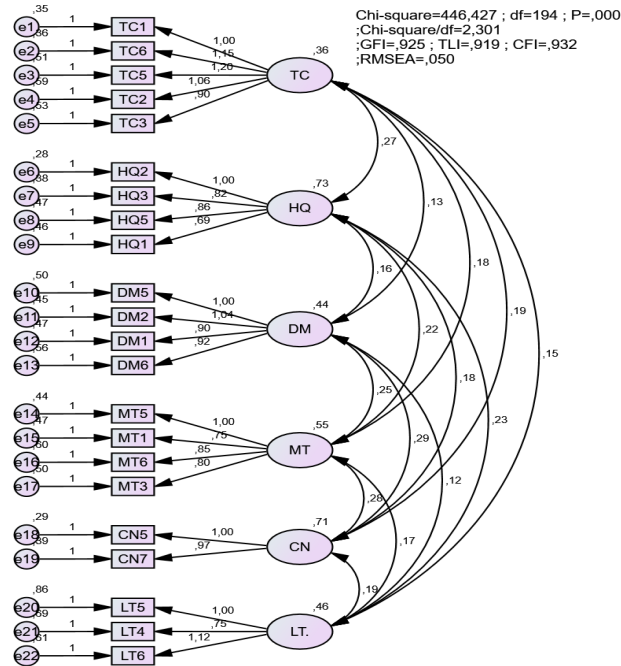 Chi-square=446,427 ; df=194 ; P=,000
;Chi-square/df=2,301
;GFI=,925 ; TLI=,919 ; CFI=,932
;RMSEA=,050
,35
e1 1 TC1 1,00
e2 1 TC6 1,15
,51
e3 1 TC5 1,20
,59
e4 1 TC2 1,06
,53
e5 1 TC3 ,90
,36
TC
,28
e6 1 HQ2 1,00
,38
e7 1 HQ3 ,82
,47
e8 1 HQ5 ,86
,46
e9 1 HQ1 ,69
,73
HQ
,50
e10 1 DM5 1,00
,45
e11 1 DM2 1,04
,47
e12 1 DM1 ,90
,56
e13 1 DM6 ,92
,44
DM
,44
e14 1 MT5 1,00
,47
e15 1 MT1 ,75
,60
e16 1 MT6 ,85
,50
e17 1 MT3 ,80
,55
MT
,29
e18 1 CN5 1,00
,39
e19 1 CN7 ,97
,71
CN
,86
e20 1 LT5 1,00
,69
e21 1 LT4 ,75
,61
e22 1 LT6 1,12
,46
LT.
,27
,13
,18
,19
,15
,16
,22
,18
,23
,25
,29
,12
,28
,17
,19